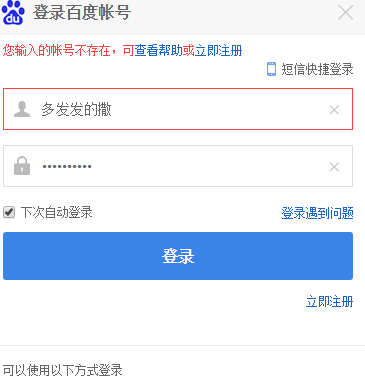 登录百度帐号
您输入的帐号不存在，可查看帮助或立即注册
短信快捷登录
多发发的撒
••••••••••
下次自动登录 登录遇到问题
登录
立即注册
可以使用以下方式登录